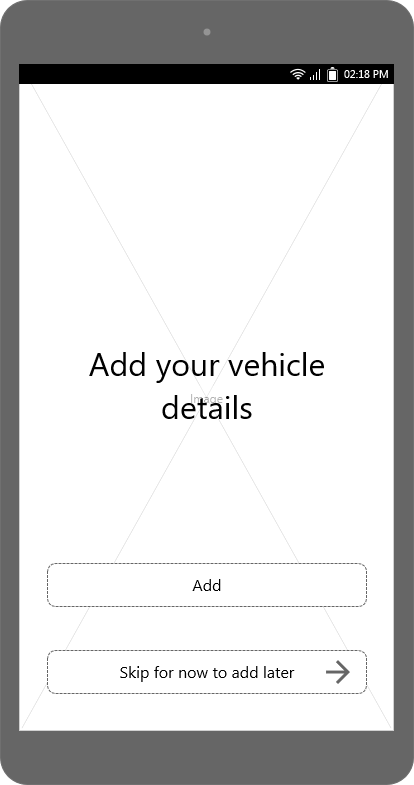 02:18 PM
Add your vehicle
details
Image
Add
Skip for now to add later